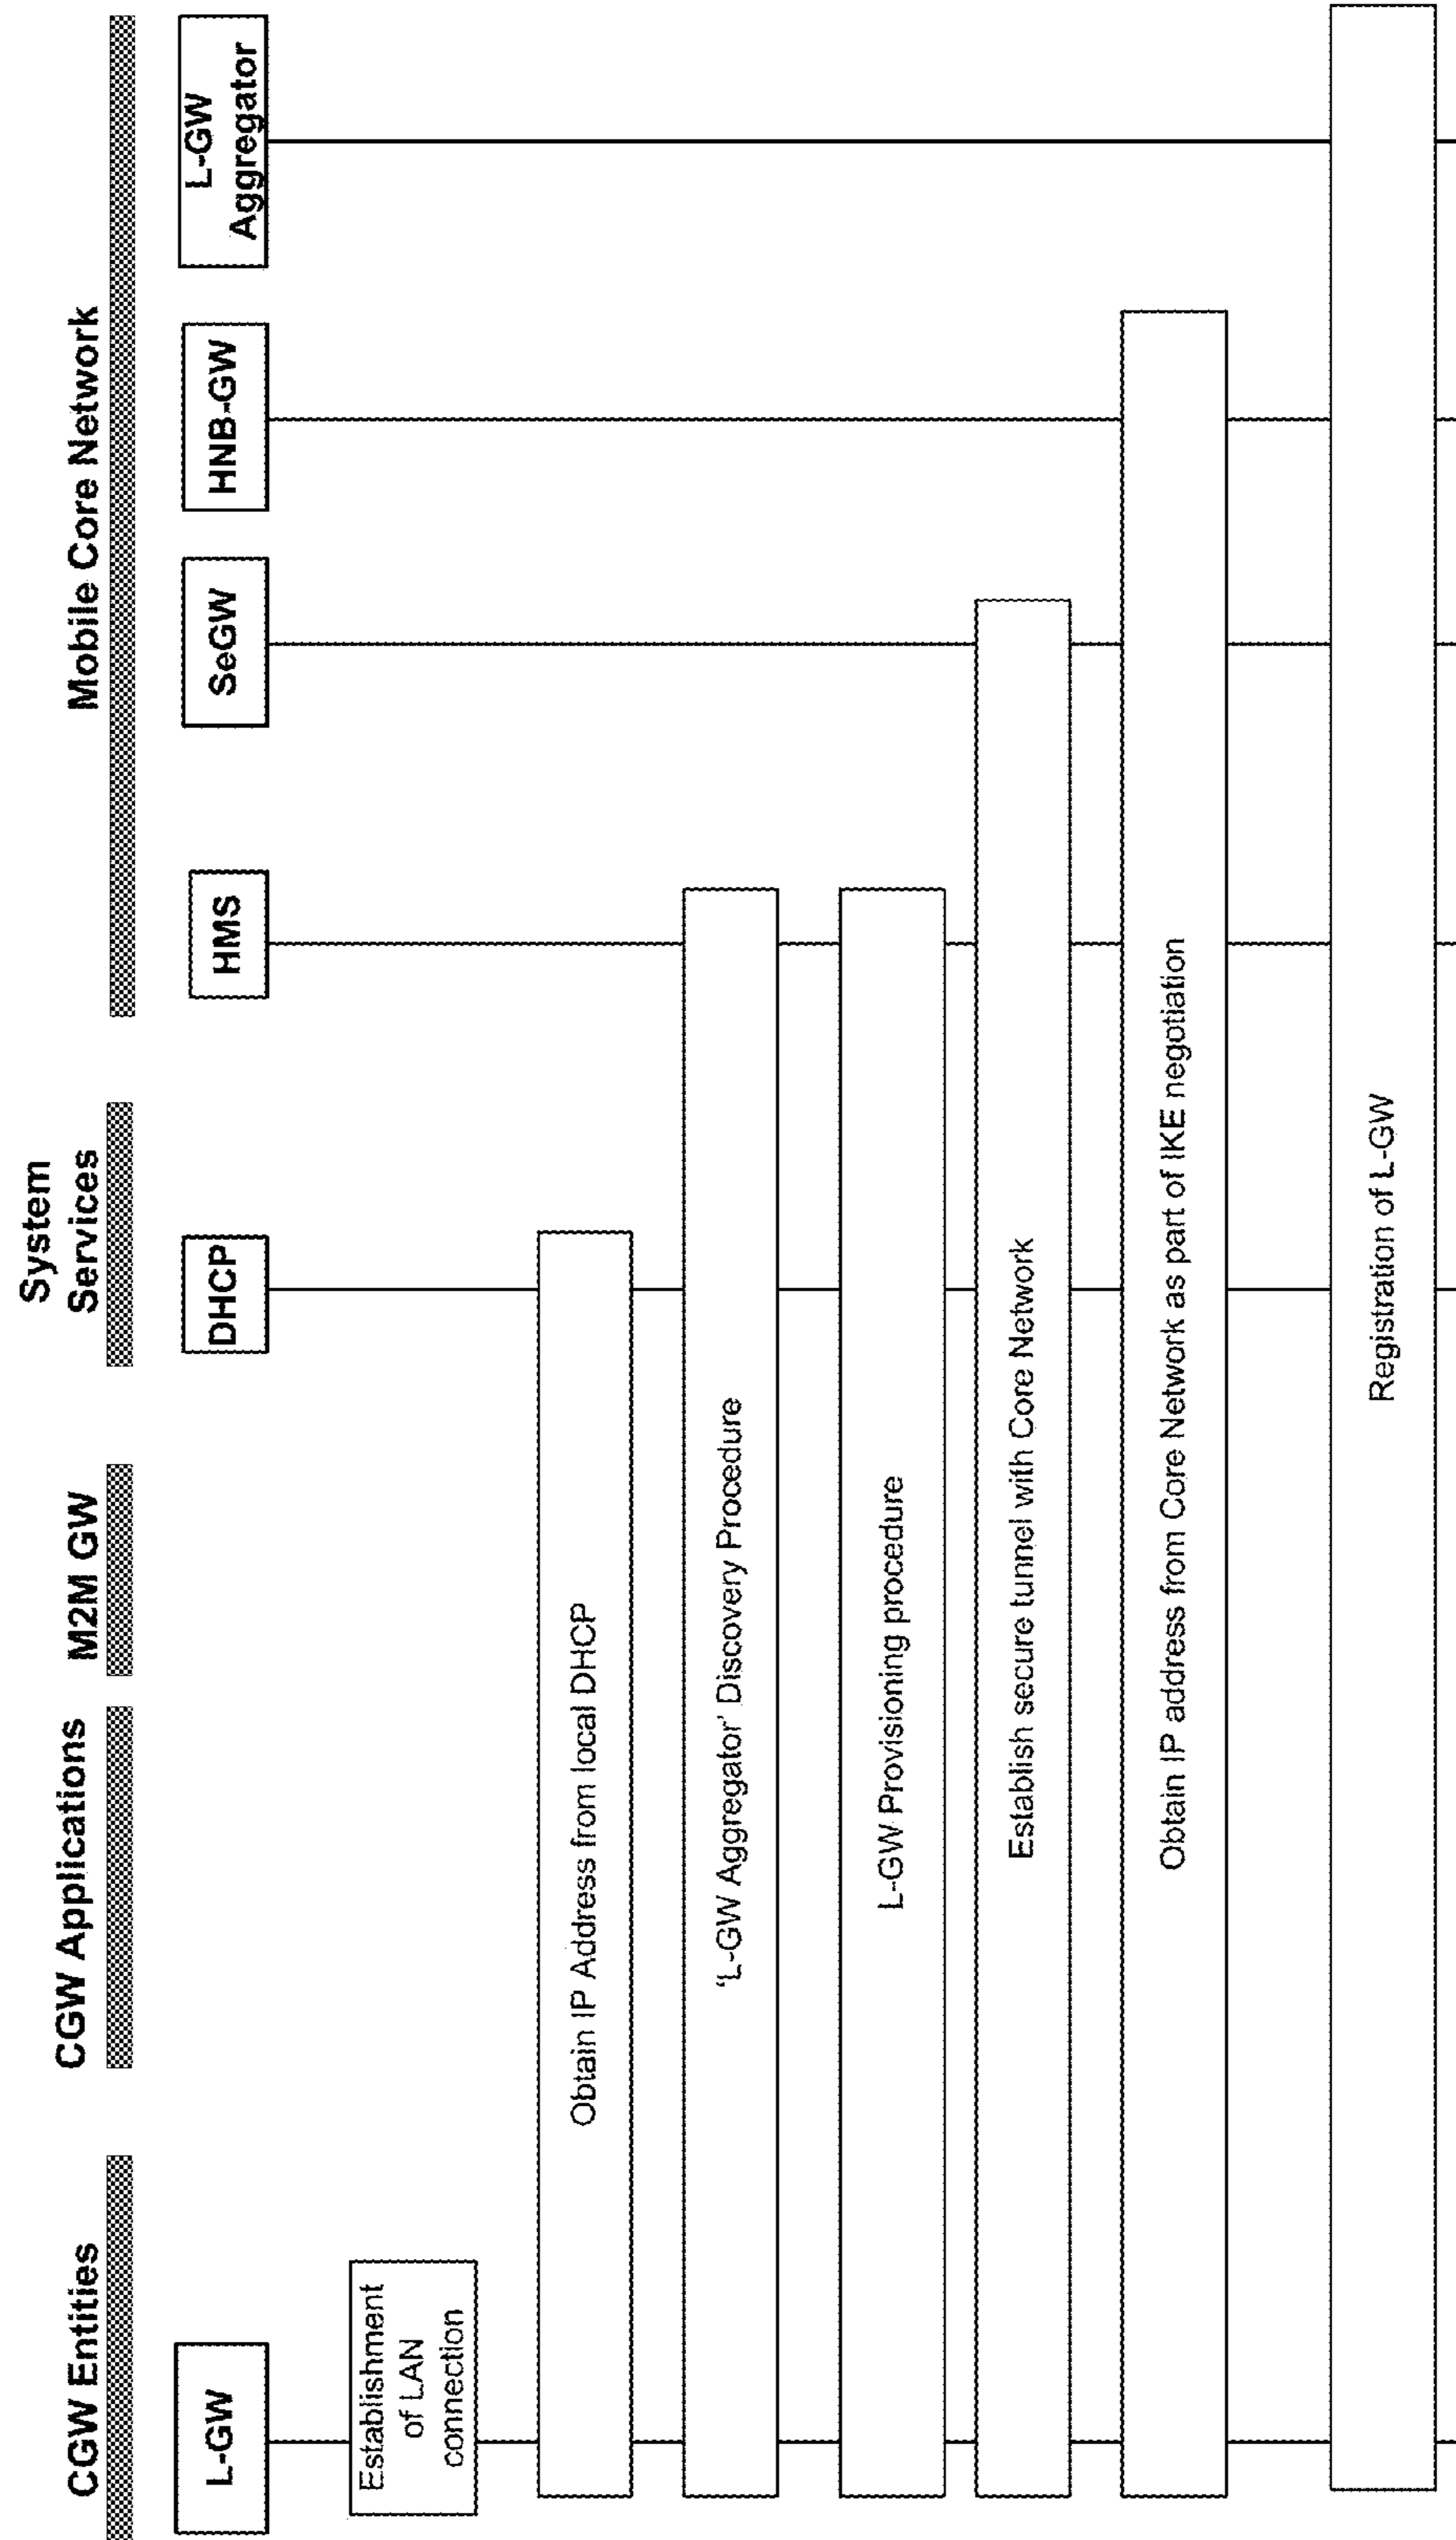 CGW Entities
CGW Applications
M2M GW
System
Services
Mobile Core Network
L-GW
DHCP
HMS
SeGW
HNB-GW
L-GW
Aggregator
Establishment
of LAN
connection
Obtain IP Address from local DHCP
‘L-GW Aggregator’ Discovery Procedure
L-GW Provisioning procedure
Establish secure tunnel with Core Network
Obtain IP address from Core Network as part of IKE negotiation
Registration of L-GW